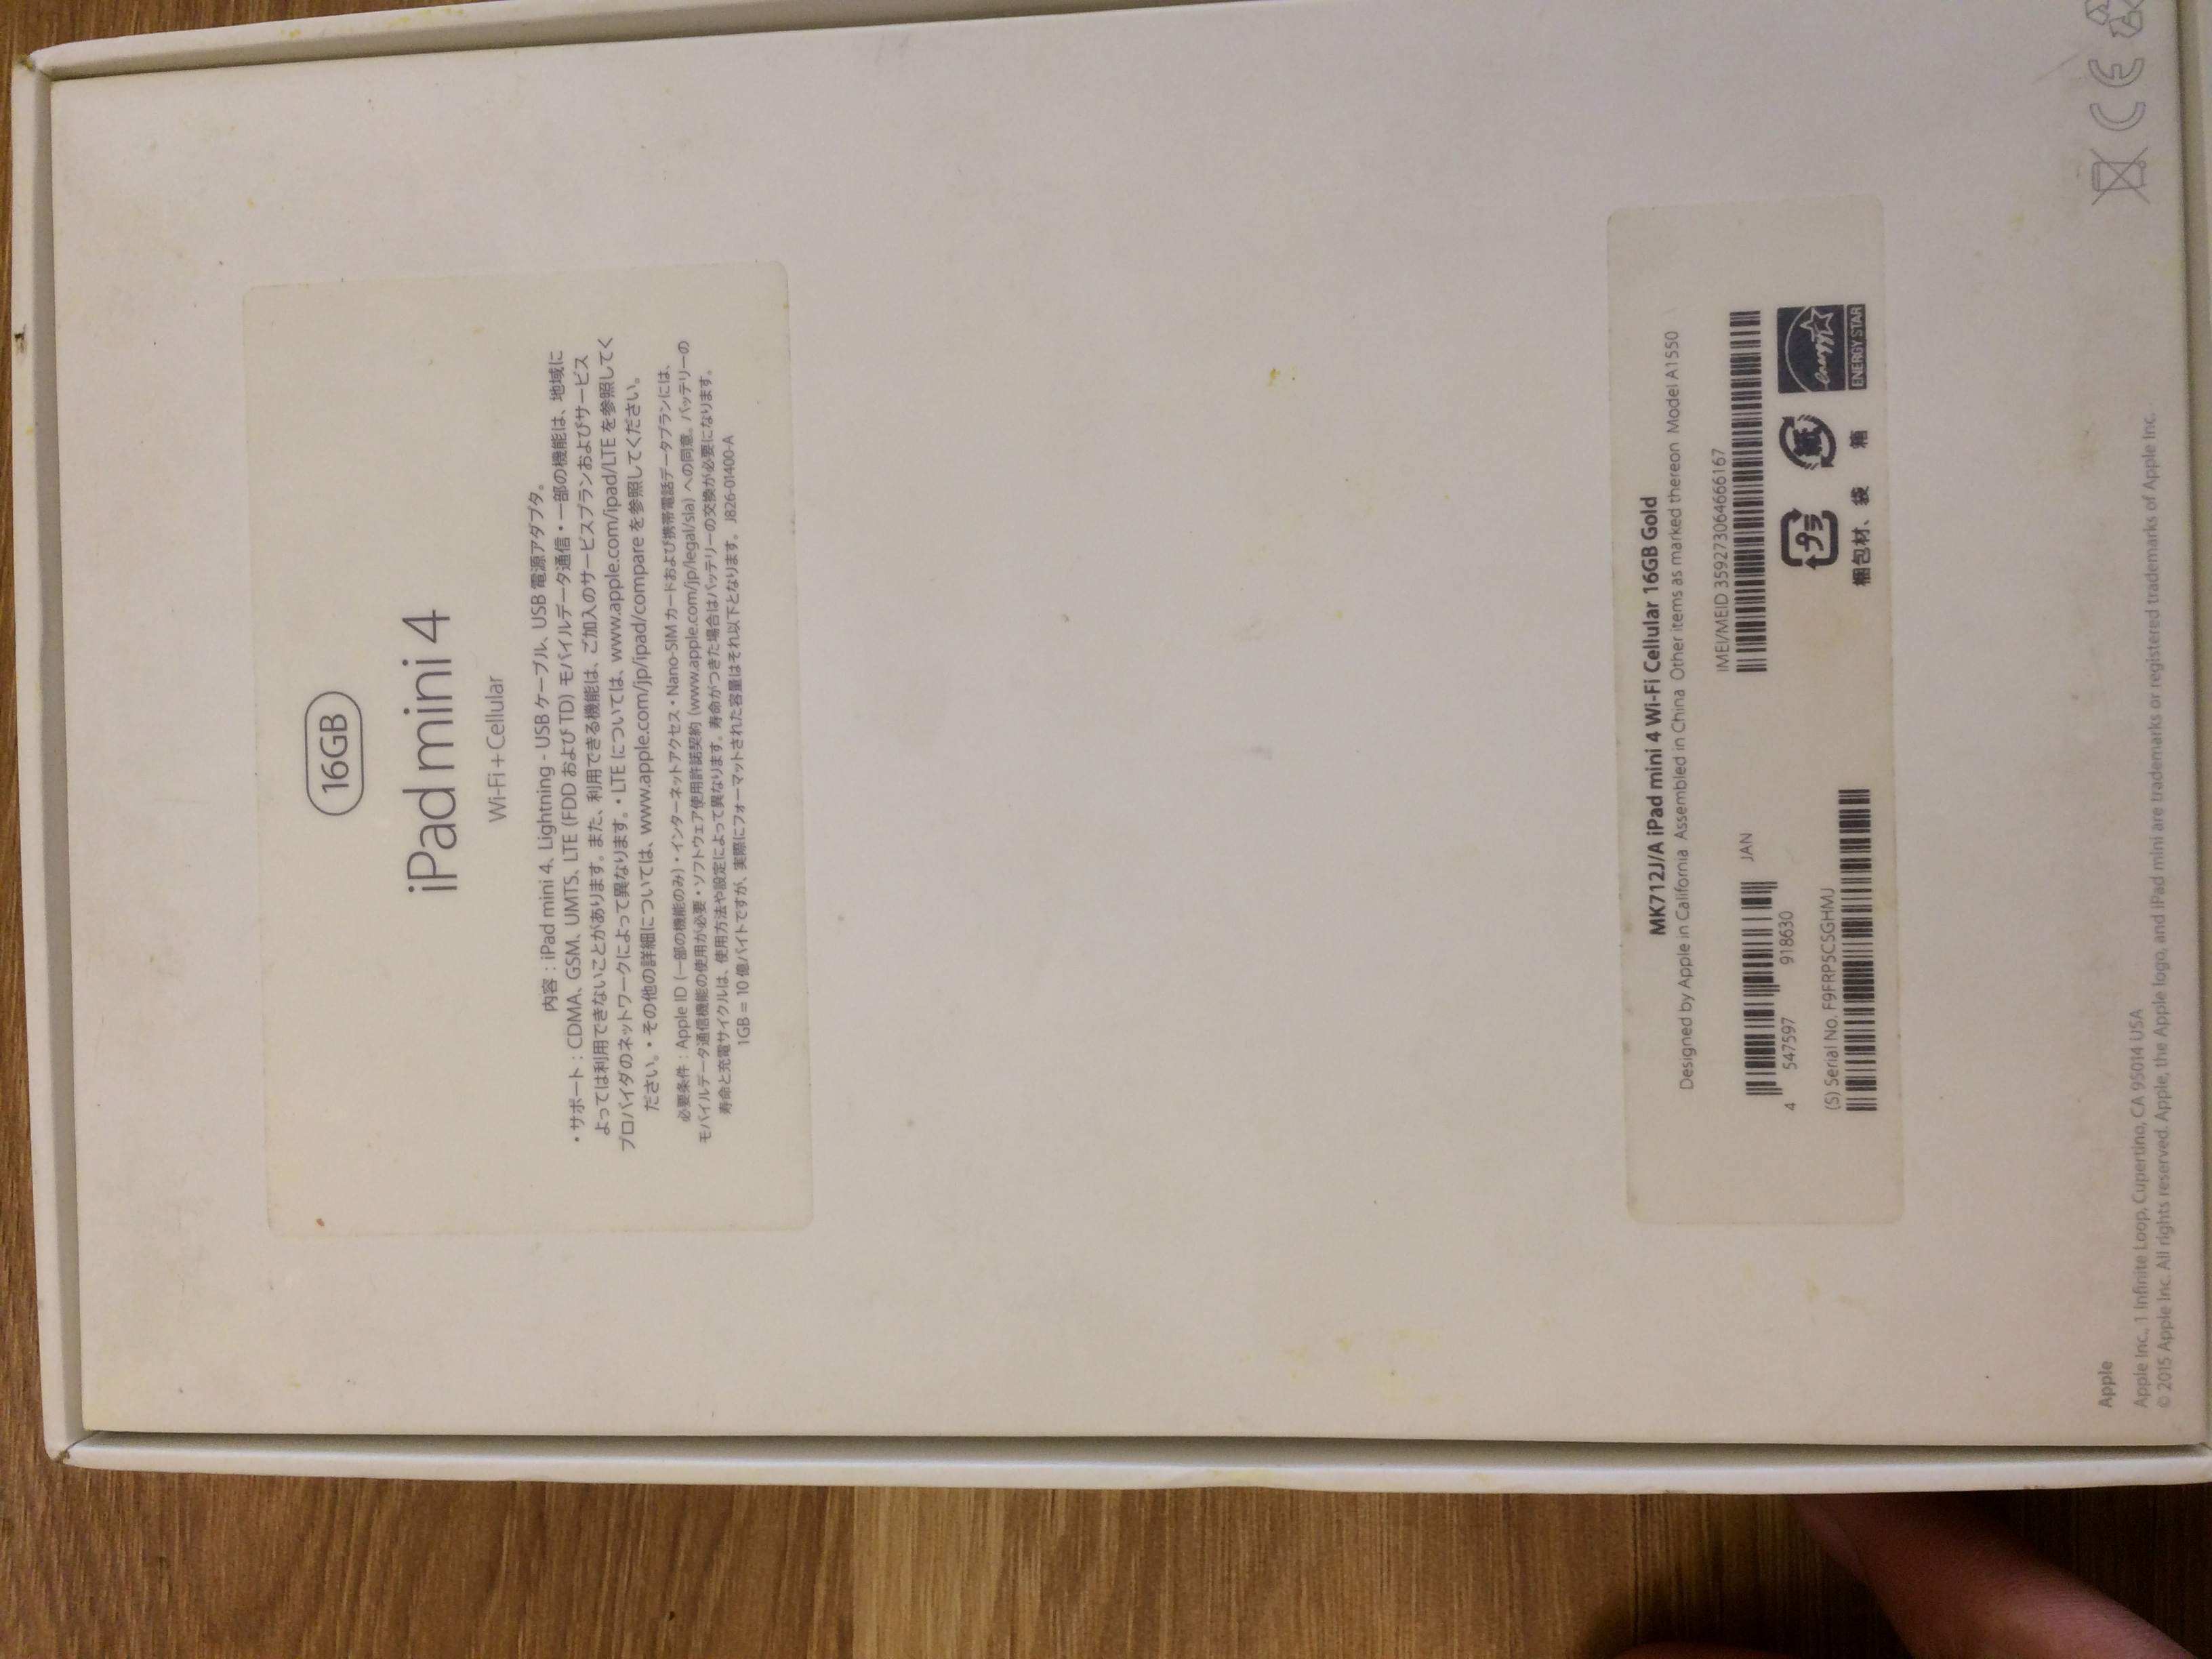 16GB
iPad mini 4
Wi-Fi + Cellular
内容：iPad mini 4、Lightning - USB ケーブル、USB 電源アダプタ。
・サポート：CDMA、GSM、UMTS、LTE (FDD および TD) モバイルデータ通信・一部の機能は、地域に
よっては利用できないことがあります。また、利用できる機能は、ご加入のサービスプランおよびサービス
プロバイダのネットワークによって異なります。・LTE については、www.apple.com/ipad/LTE を参照してく
ださい。・その他の詳細については、www.apple.com/jp/ipad/compare を参照してください。
必要条件：Apple ID (一部の機能のみ)・インターネットアクセス・Nano-SIM カードおよび携帯電話データプランには、
モバイルデータ通信機能の使用が必要・ソフトウェア使用許諾契約 (www.apple.com/jp/legal/sla) への同意。バッテリーの
寿命と充電サイクルは、使用方法や設定によって異なります。寿命がつきた場合はバッテリーの交換が必要になります。
1GB = 10 億バイトですが、実際にフォーマットされた容量はそれ以下となります。 J826-01400-A
MK712J/A iPad mini 4 Wi-Fi Cellular 16GB Gold
Designed by Apple in California Assembled in China Other items as marked thereon Model A1550
JAN
4 547597 918630
IMEI/MEID 359273064666167
(S) Serial No. F9FRP5C5GHMJ
プラ
紙
energy
ENERGY STAR
梱包材、袋 箱
Apple
Apple Inc., 1 Infinite Loop, Cupertino, CA 95014 USA
© 2015 Apple Inc. All rights reserved. Apple, the Apple logo, and iPad mini are trademarks or registered trademarks of Apple Inc.
CE